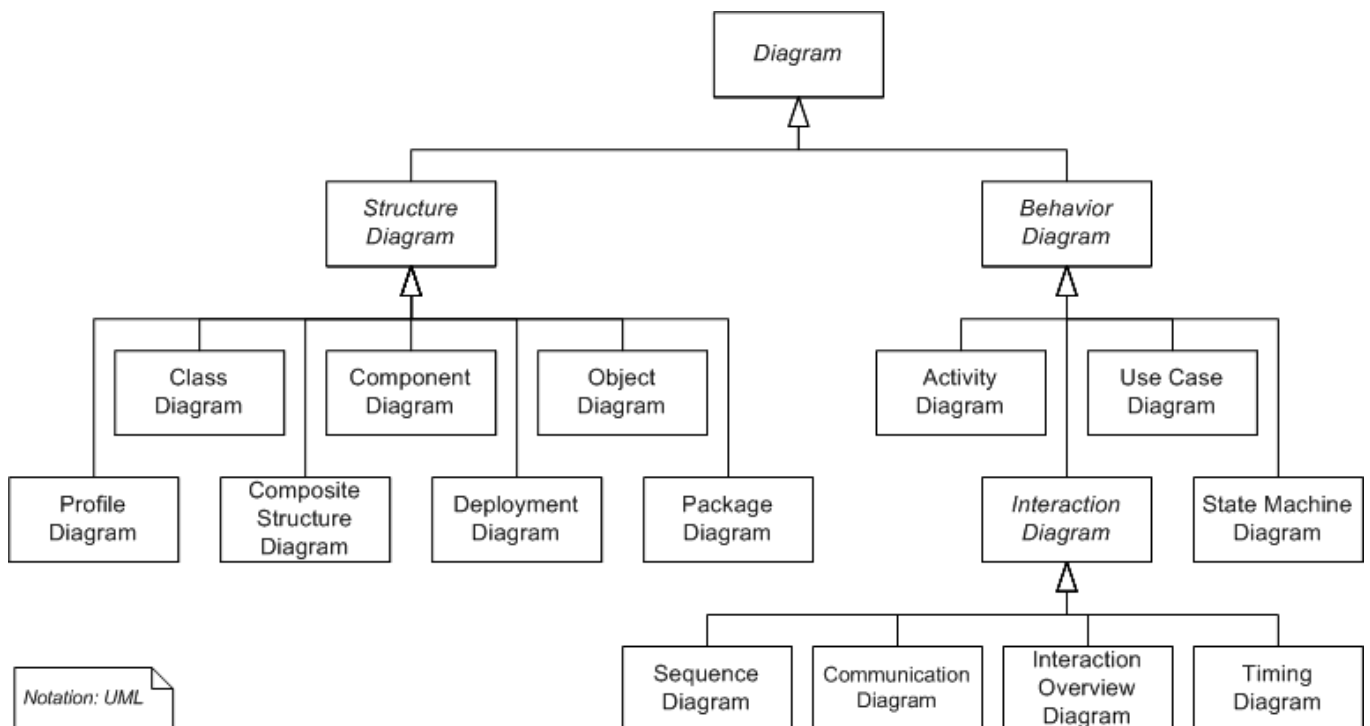 Diagram
Structure
Diagram
Behavior
Diagram
Class
Diagram
Component
Diagram
Object
Diagram
Activity
Diagram
Use Case
Diagram
Profile
Diagram
Composite
Structure
Diagram
Deployment
Diagram
Package
Diagram
Interaction
Diagram
State Machine
Diagram
Sequence
Diagram
Communication
Diagram
Interaction
Overview
Diagram
Timing
Diagram
Notation: UML